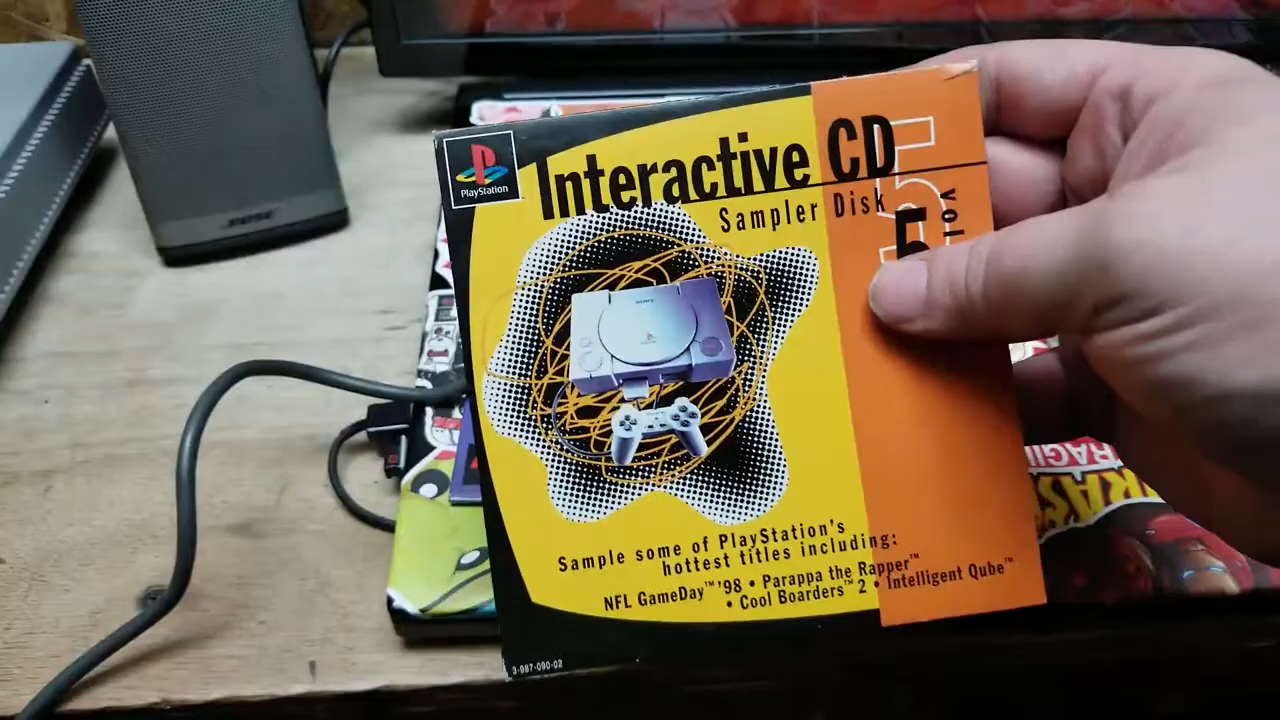 PlayStation
Interactive CD
Sampler Disk
vol
5
SONY
Sample some of PlayStation's
hottest titles including:
NFL GameDay™ '98 • Parappa the Rapper™
• Cool Boarders™ 2 • Intelligent Qube™
3-987-090-02
BOSE